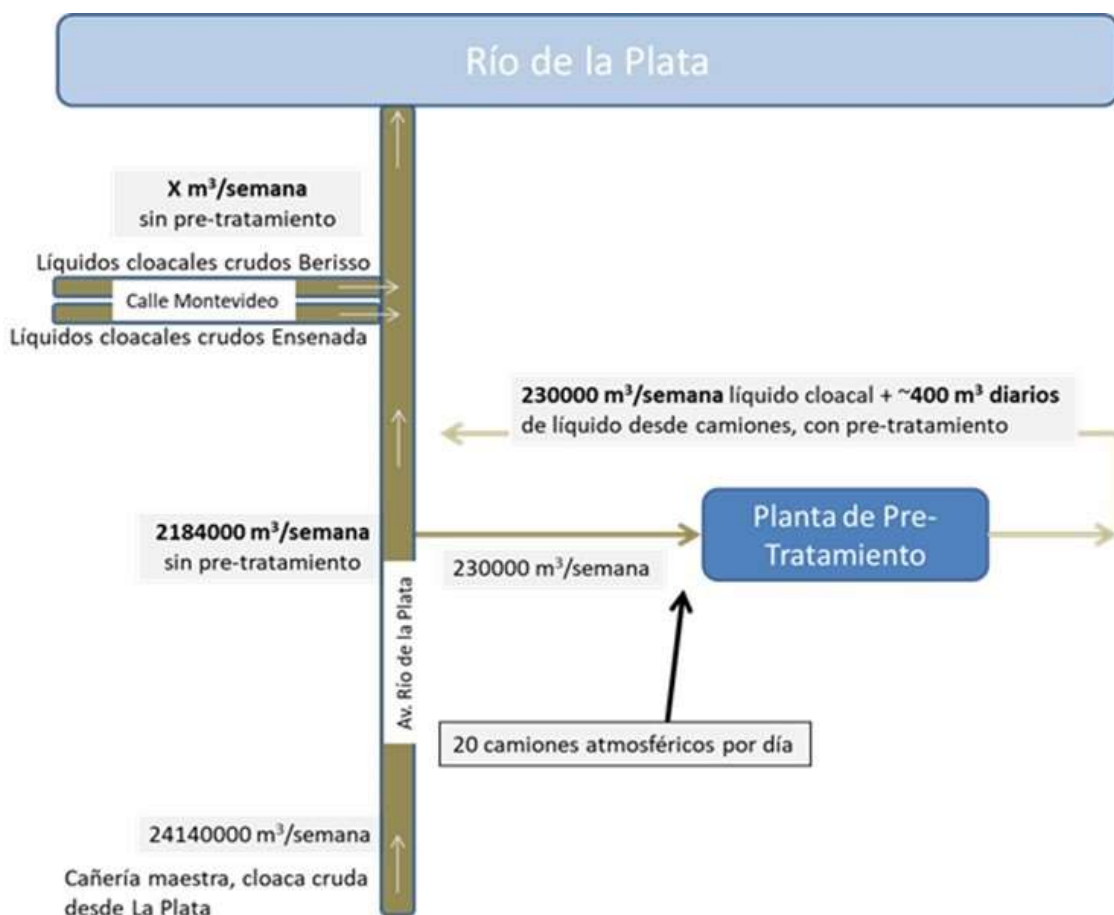 Río de la Plata
X m³/semana
sin pre-tratamiento
Líquidos cloacales crudos Berisso
Calle Montevideo
Líquidos cloacales crudos Ensenada
230000 m³/semana líquido cloacal + ~400 m³ diarios
de líquido desde camiones, con pre-tratamiento
2184000 m³/semana
sin pre-tratamiento
230000 m³/semana
Planta de Pre-
Tratamiento
Av. Río de la Plata
20 camiones atmosféricos por día
24140000 m³/semana
Cañería maestra, cloaca cruda
desde La Plata